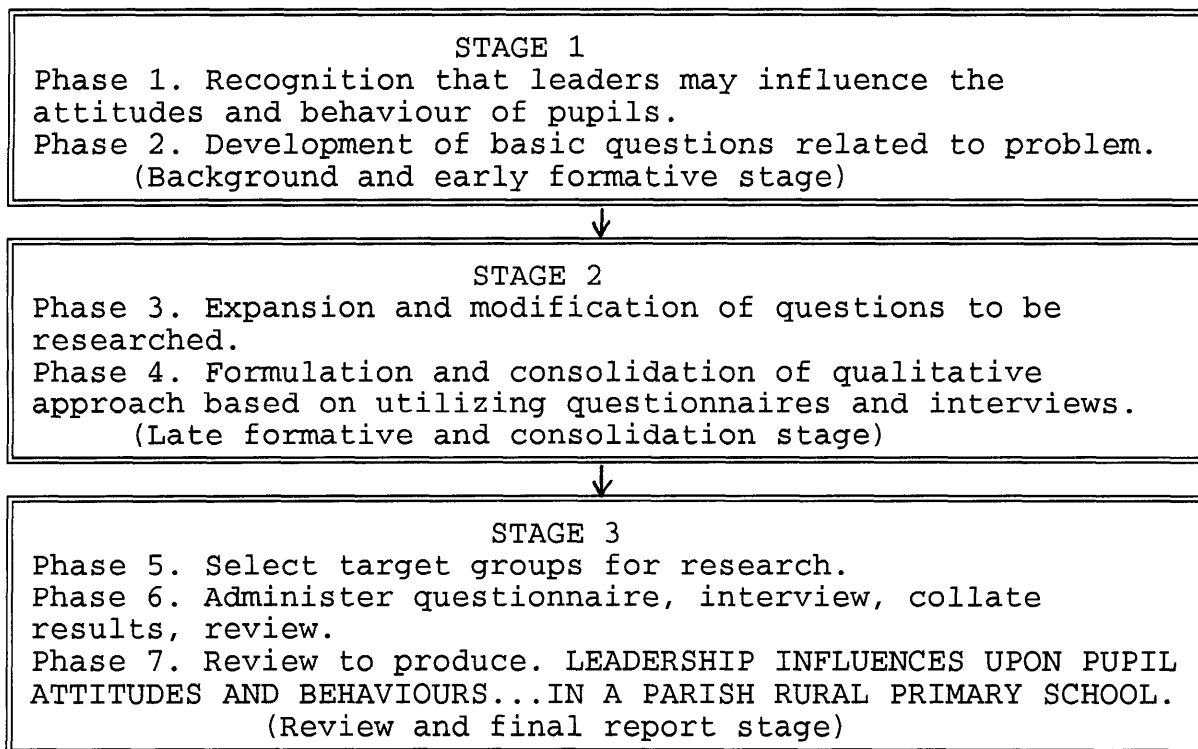 STAGE 1
Phase 1. Recognition that leaders may influence the
attitudes and behaviour of pupils.
Phase 2. Development of basic questions related to problem.
(Background and early formative stage)
STAGE 2
Phase 3. Expansion and modification of questions to be
researched.
Phase 4. Formulation and consolidation of qualitative
approach based on utilizing questionnaires and interviews.
(Late formative and consolidation stage)
STAGE 3
Phase 5. Select target groups for research.
Phase 6. Administer questionnaire, interview, collate
results, review.
Phase 7. Review to produce. LEADERSHIP INFLUENCES UPON PUPIL
ATTITUDES AND BEHAVIOURS...IN A PARISH RURAL PRIMARY SCHOOL.
(Review and final report stage)